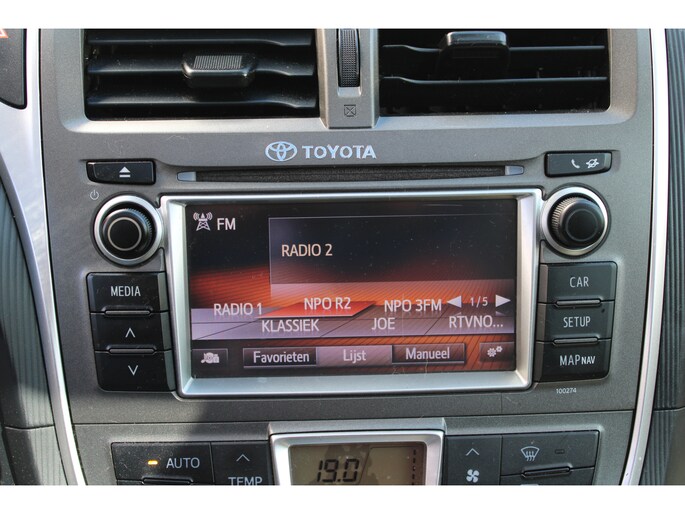 TOYOTA
FM
RADIO 2
MEDIA
CAR
RADIO 1 NPO R2 NPO 3FM 1/5
KLASSIEK JOE RTVNO...
SETUP
Favorieten Lijst Manueel
MAP NAV
100274
AUTO
TEMP
19.0